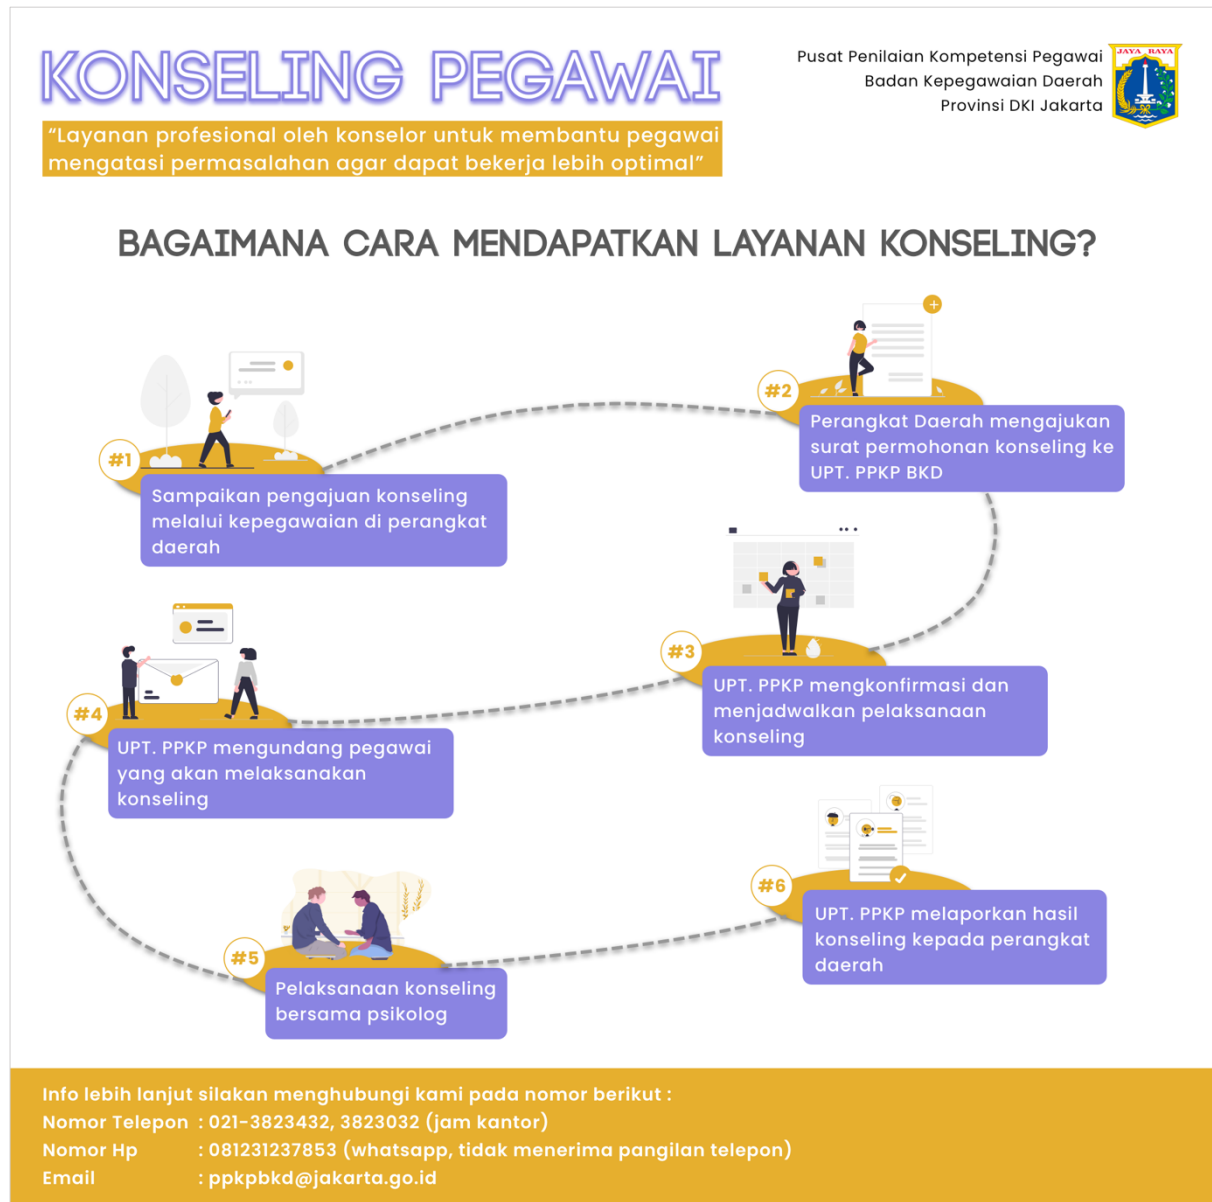 KONSELING PEGAWAI
"Layanan profesional oleh konselor untuk membantu pegawai
mengatasi permasalahan agar dapat bekerja lebih optimal"
Pusat Penilaian Kompetensi Pegawai
Badan Kepegawaian Daerah
Provinsi DKI Jakarta
JAYA RAYA
BAGAIMANA CARA MENDAPATKAN LAYANAN KONSELING?
#1
Sampaikan pengajuan konseling
melalui kepegawaian di perangkat
daerah
#2
Perangkat Daerah mengajukan
surat permohonan konseling ke
UPT. PPKP BKD
#3
UPT. PPKP mengkonfirmasi dan
menjadwalkan pelaksanaan
konseling
#4
UPT. PPKP mengundang pegawai
yang akan melaksanakan
konseling
#5
Pelaksanaan konseling
bersama psikolog
#6
UPT. PPKP melaporkan hasil
konseling kepada perangkat
daerah
Info lebih lanjut silakan menghubungi kami pada nomor berikut :
Nomor Telepon : 021-3823432, 3823032 (jam kantor)
Nomor Hp : 081231237853 (whatsapp, tidak menerima pangilan telepon)
Email : ppkpbkd@jakarta.go.id